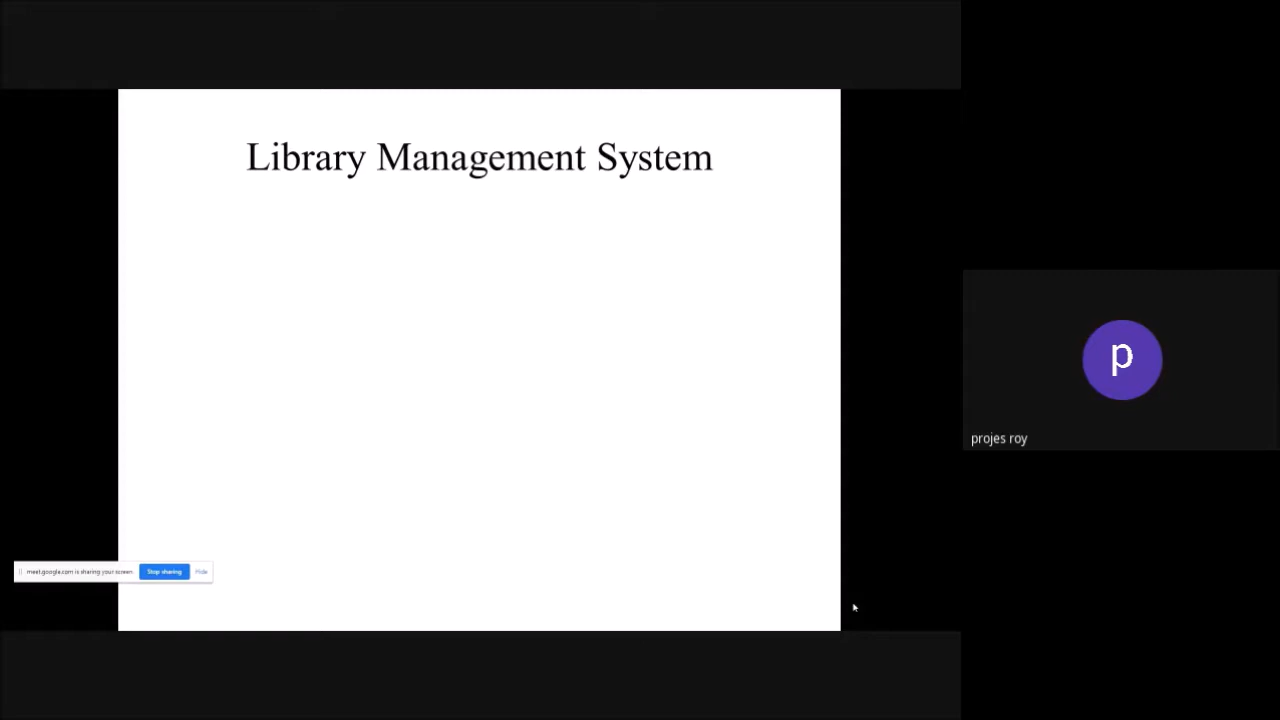 Library Management System
p
projes roy
meet.google.com is sharing your screen. Stop sharing Hide